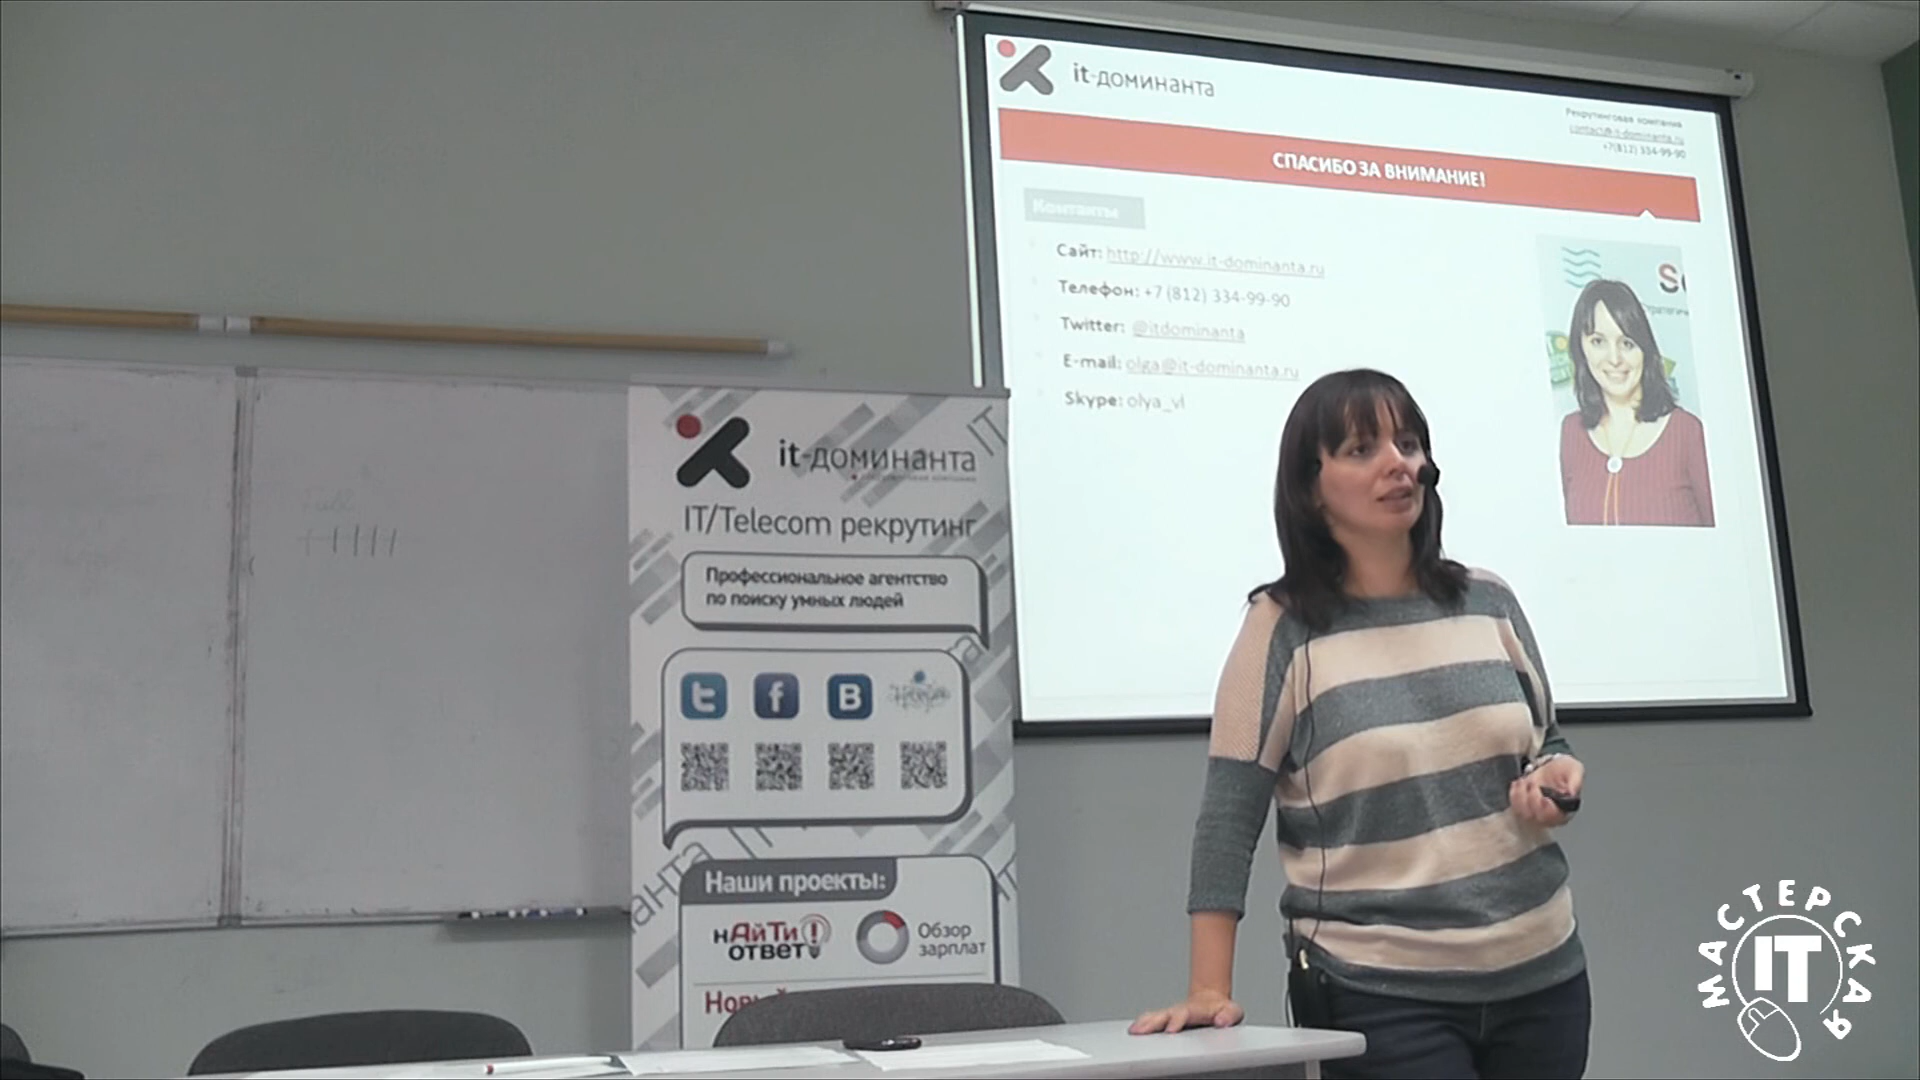 it-доминанта
Рекрутинговая компания
contact@it-dominanta.ru
+7(812) 334-99-90
СПАСИБО ЗА ВНИМАНИЕ!
Контакты
Сайт: http://www.it-dominanta.ru
Телефон: +7 (812) 334-99-90
Twitter: @itdominanta
E-mail: olga@it-dominanta.ru
Skype: olya_vl
it-доминанта
IT/Telecom рекрутинг
Профессиональное агентство
по поиску умных людей
Наши проекты:
нАйТи!
ответ
Обзор
зарплат
МАСТЕРСКАЯ
IT